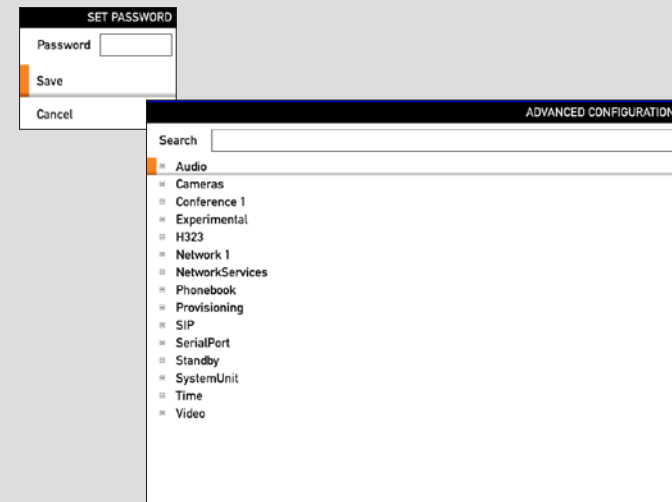 SET PASSWORD
Password
Save
Cancel
ADVANCED CONFIGURATION
Search
Audio
Cameras
Conference 1
Experimental
H323
Network 1
NetworkServices
Phonebook
Provisioning
SIP
SerialPort
Standby
SystemUnit
Time
Video